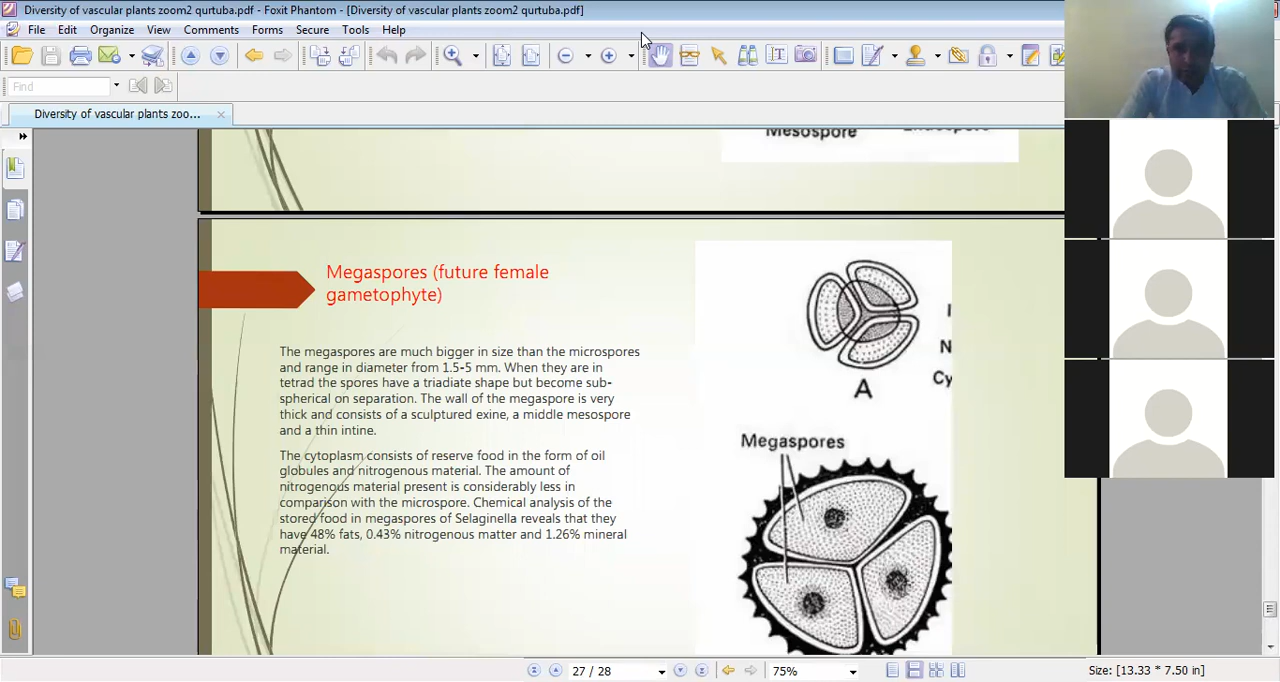 Diversity of vascular plants zoom2 qurtuba.pdf - Foxit Phantom - [Diversity of vascular plants zoom2 qurtuba.pdf]
File Edit Organize View Comments Forms Secure Tools Help
Find
Diversity of vascular plants zoo...
Mesospore
Megaspores (future female
gametophyte)
The megaspores are much bigger in size than the microspores
and range in diameter from 1.5-5 mm. When they are in
tetrad the spores have a triadiate shape but become sub-
spherical on separation. The wall of the megaspore is very
thick and consists of a sculptured exine, a middle mesospore
and a thin intine.
The cytoplasm consists of reserve food in the form of oil
globules and nitrogenous material. The amount of
nitrogenous material present is considerably less in
comparison with the microspore. Chemical analysis of the
stored food in megaspores of Selaginella reveals that they
have 48% fats, 0.43% nitrogenous matter and 1.26% mineral
material.
N
Cy
A
Megaspores
27 / 28
75%
Size: [13.33 * 7.50 in]